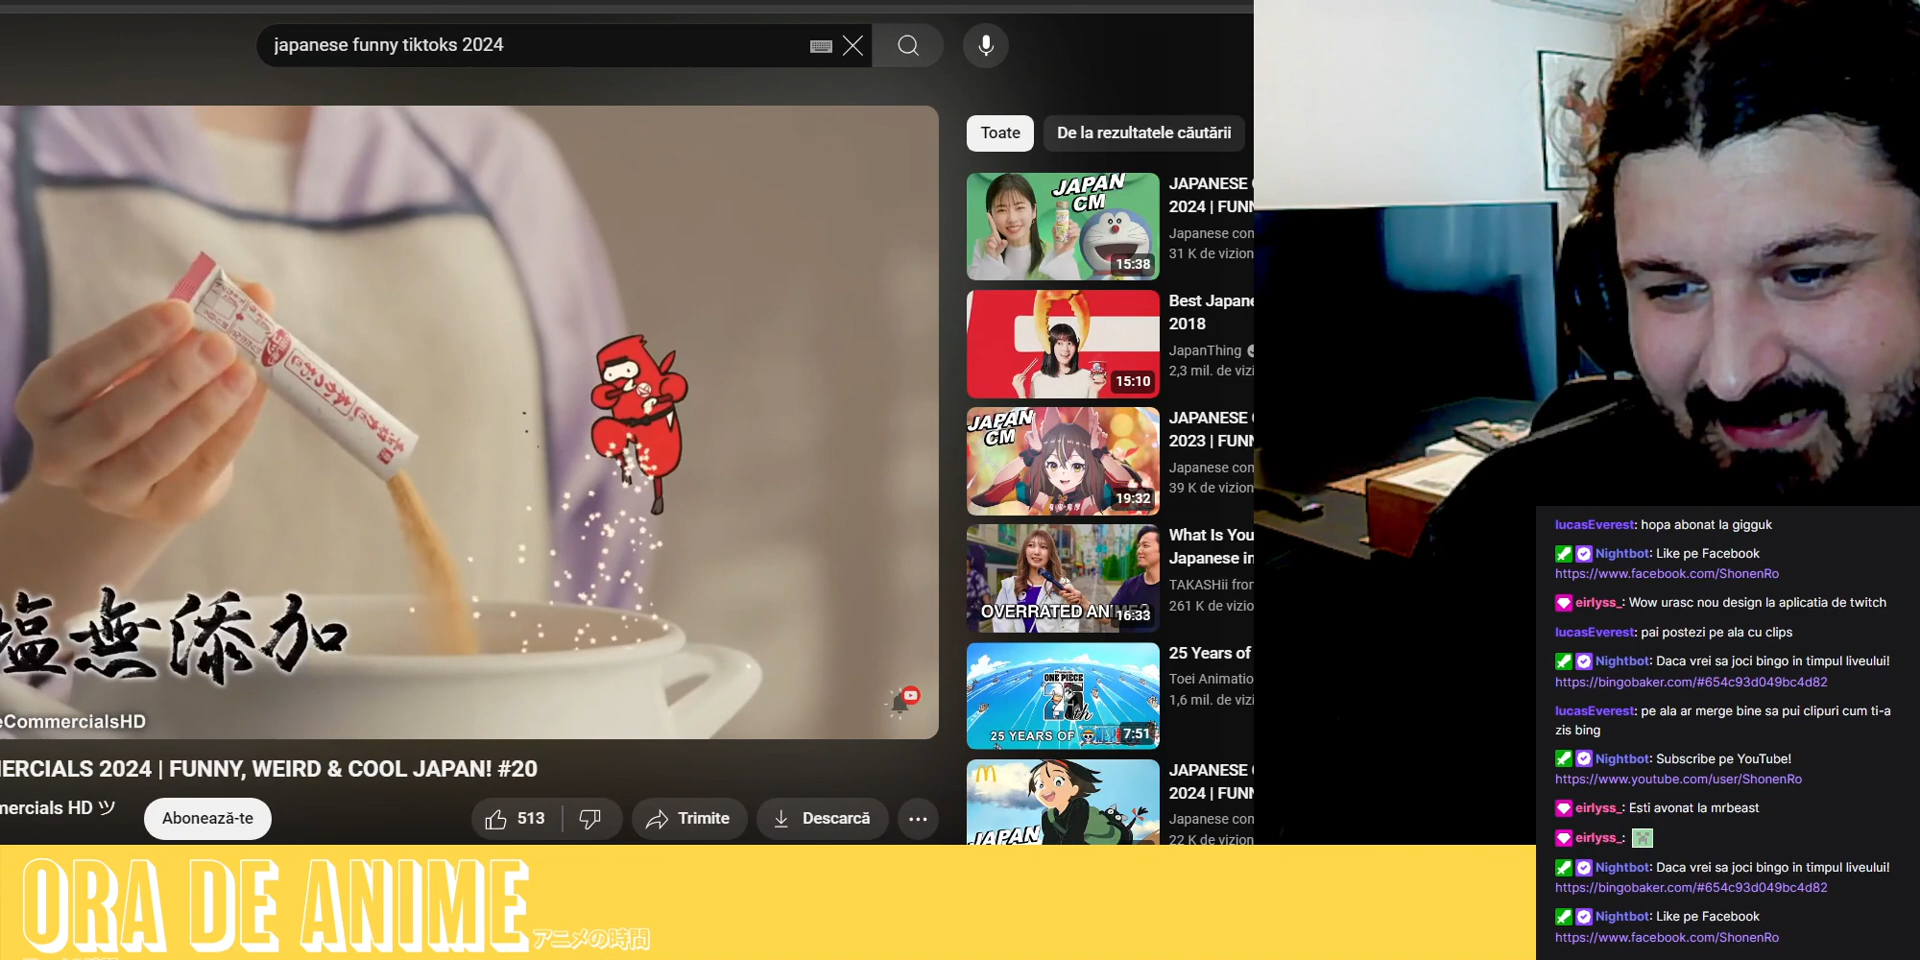 japanese funny tiktoks 2024
Toate
De la rezultatele căutării
JAPAN
CM
15:38
JAPANESE
2024 | FUNN
Japanese con
31 K de vizion
15:10
Best Japane
2018
JapanThing
2,3 mil. de vizi
JAPAN
CM
19:32
JAPANESE
2023 | FUNN
Japanese con
39 K de vizion
OVERRATED ANIME?
16:33
What Is You
Japanese in
TAKASHii fror
261 K de vizio
ONE PIECE
25th
25 YEARS OF
7:51
25 Years of
Toei Animatio
1,6 mil. de viz
JAPAN
JAPANESE
2024 | FUNN
Japanese con
22 K de vizion
塩無添加
eCommercialsHD
MERCIALS 2024 | FUNNY, WEIRD & COOL JAPAN! #20
mercials HD ツ
Abonează-te
513
Trimite
Descarcă
ORA DE ANIME
アニメの時間
lucasEverest: hopa abonat la gigguk
Nightbot: Like pe Facebook
https://www.facebook.com/ShonenRo
eirlyss_: Wow urasc nou design la aplicatia de twitch
lucasEverest: pai postezi pe ala cu clips
Nightbot: Daca vrei sa joci bingo in timpul liveului!
https://bingobaker.com/#654c93d049bc4d82
lucasEverest: pe ala ar merge bine sa pui clipuri cum ti-a
zis bing
Nightbot: Subscribe pe YouTube!
https://www.youtube.com/user/ShonenRo
eirlyss_: Esti avonat la mrbeast
eirlyss_:
Nightbot: Daca vrei sa joci bingo in timpul liveului!
https://bingobaker.com/#654c93d049bc4d82
Nightbot: Like pe Facebook
https://www.facebook.com/ShonenRo